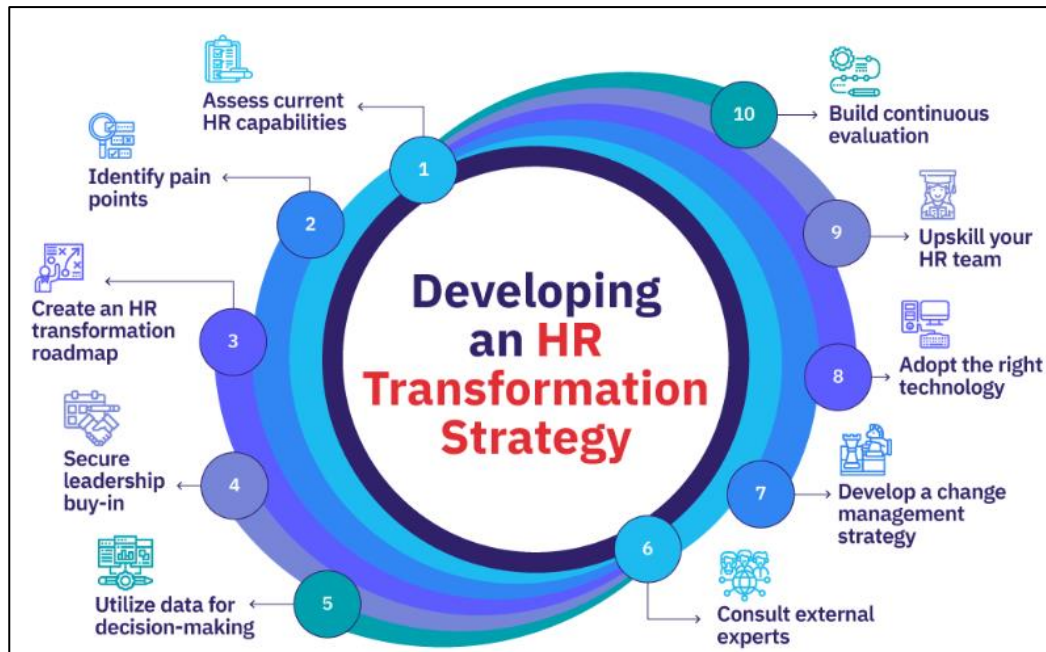 Developing
an HR
Transformation
Strategy
1
Assess current
HR capabilities
2
Identify pain
points
3
Create an HR
transformation
roadmap
4
Secure
leadership
buy-in
5
Utilize data for
decision-making
6
Consult external
experts
7
Develop a change
management
strategy
8
Adopt the right
technology
9
Upskill your
HR team
10
Build continuous
evaluation